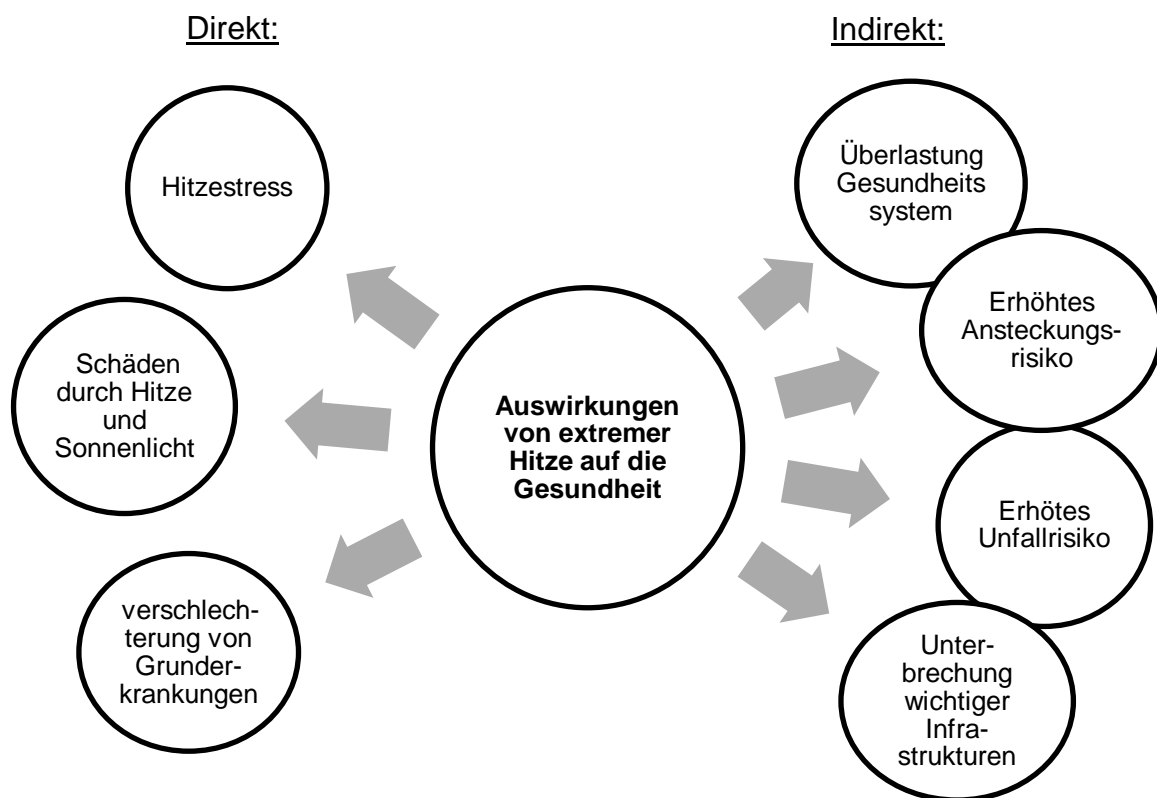 Direkt:
Hitzestress
Schäden
durch Hitze
und
Sonnenlicht
verschlech-
terung von
Grunder-
krankungen
Auswirkungen
von extremer
Hitze auf die
Gesundheit
Indirekt:
Überlastung
Gesundheits
system
Erhöhtes
Ansteckungs-
risiko
Erhötes
Unfallrisiko
Unter-
brechung
wichtiger
Infra-
strukturen